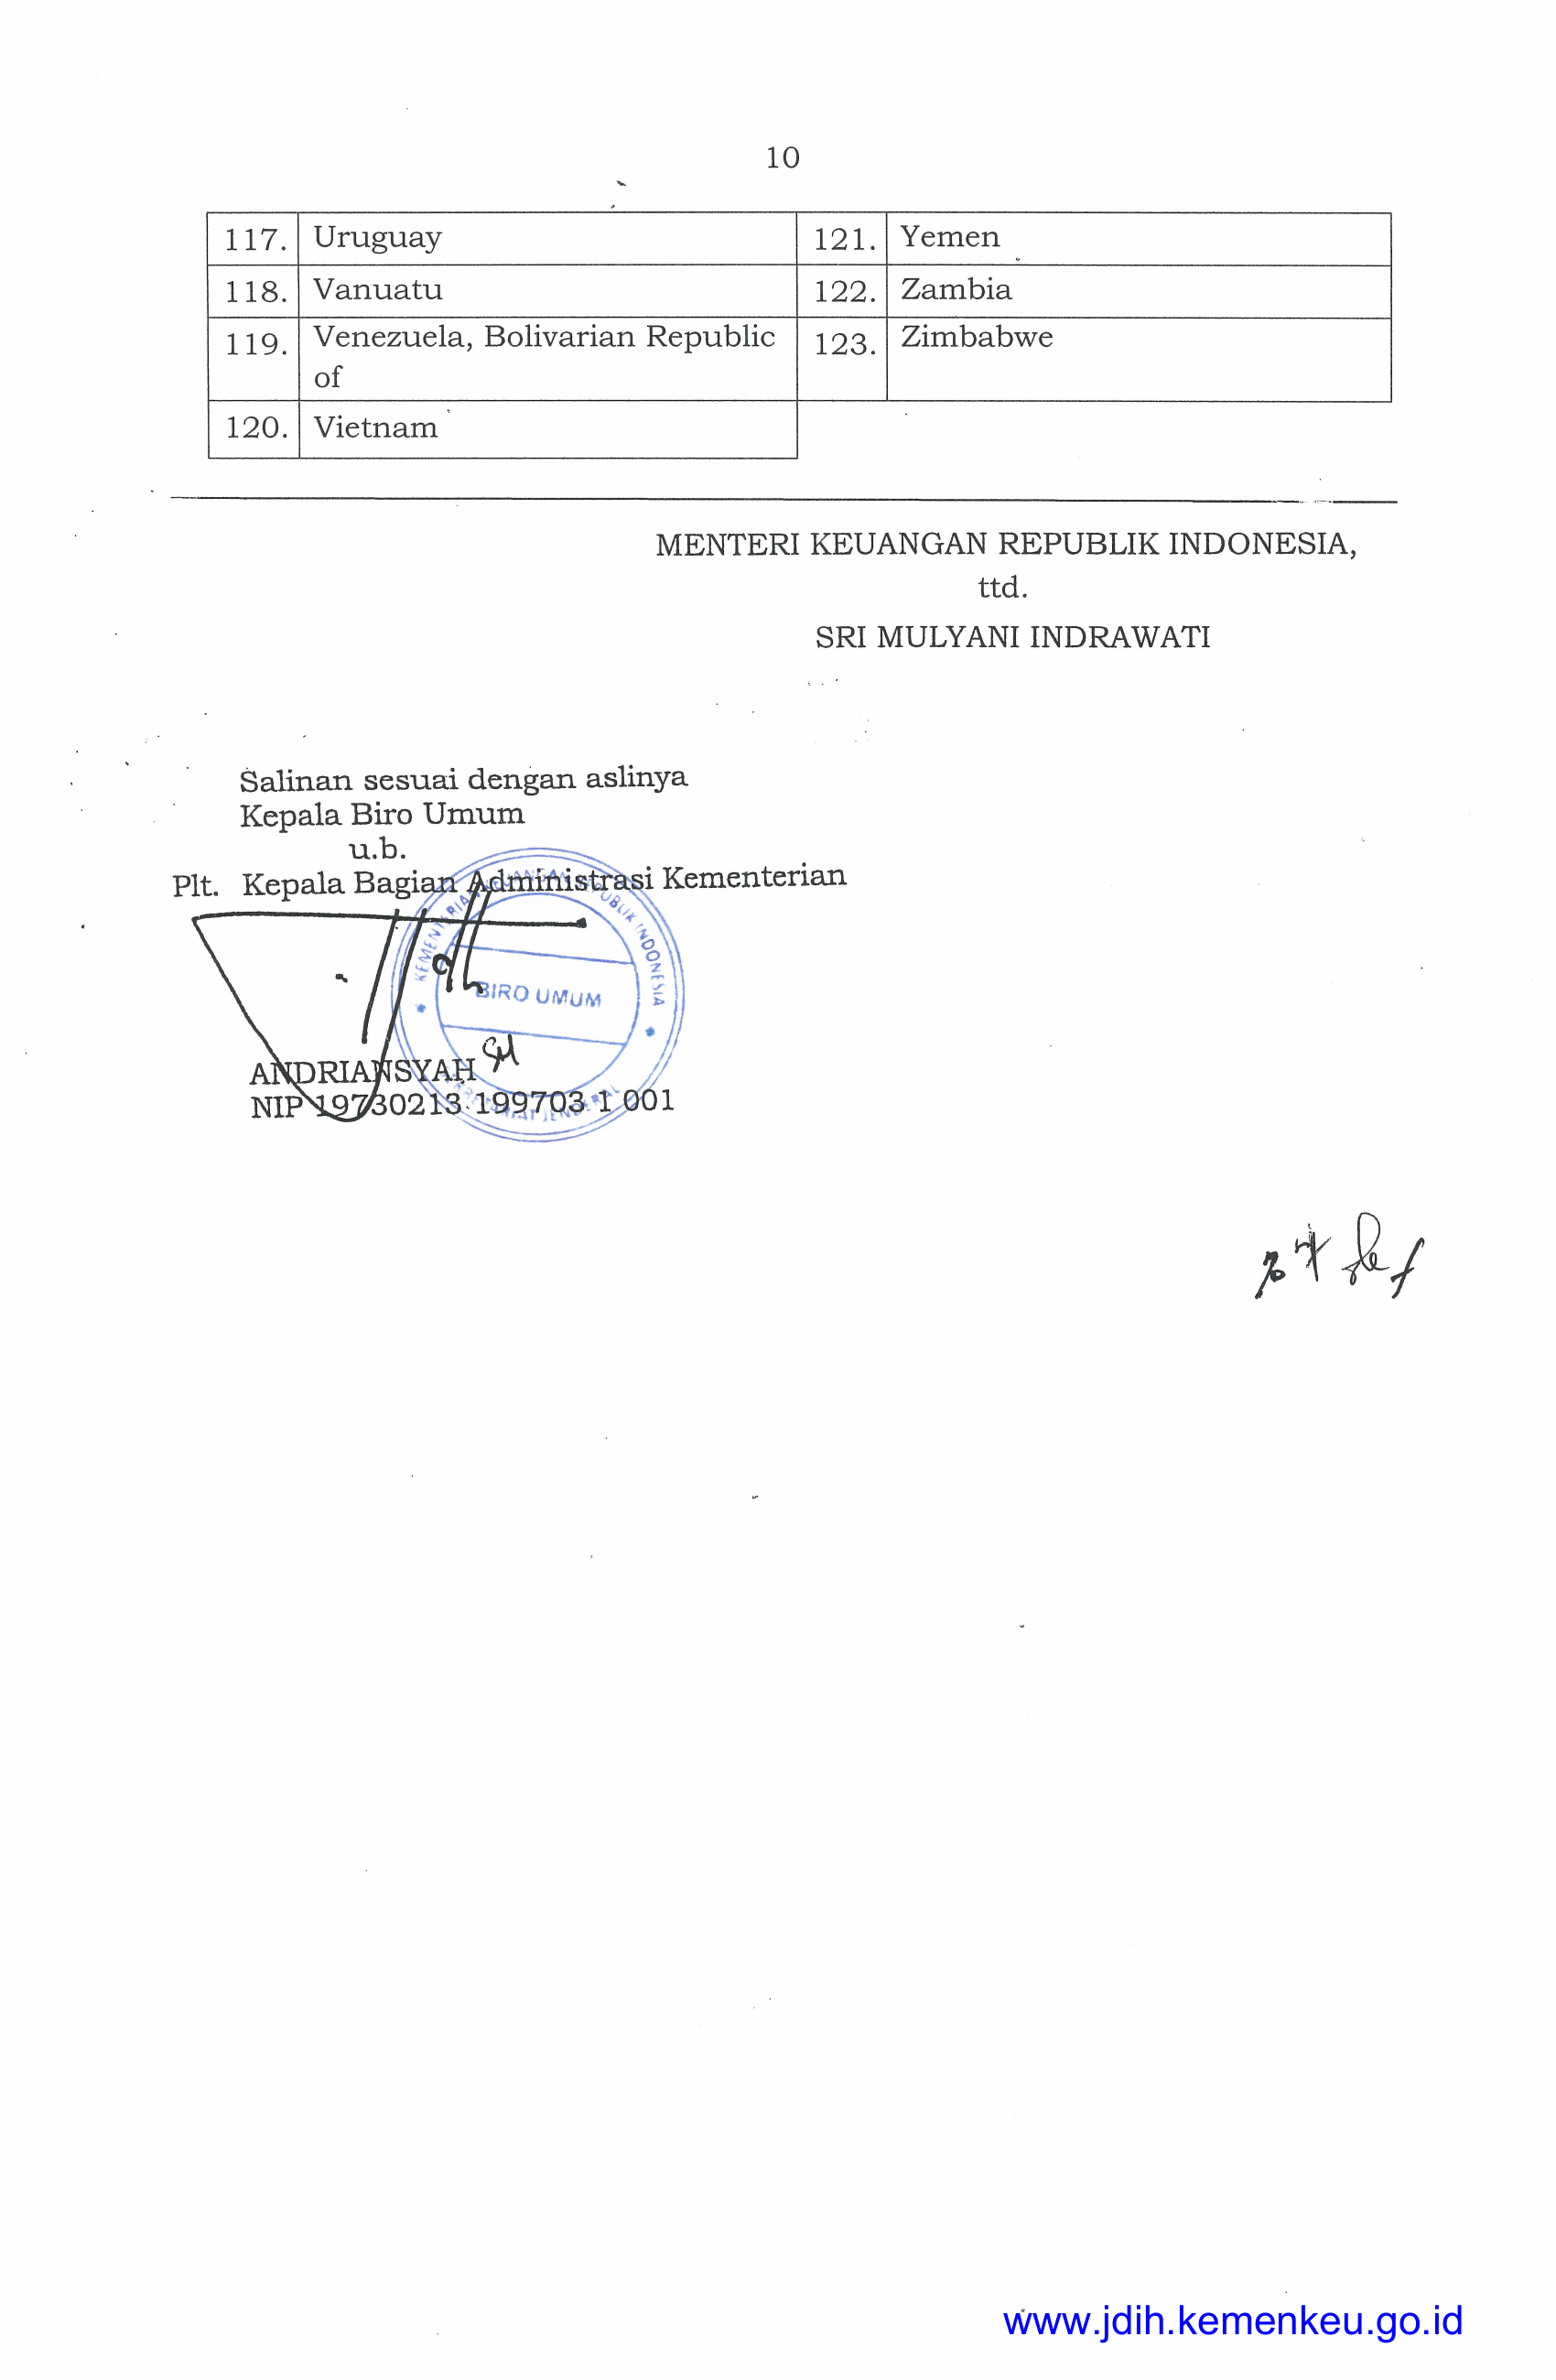 10
117. Uruguay 121. Yemen
118. Vanuatu 122. Zambia
119. Venezuela, Bolivarian Republic 123. Zimbabwe
of
120. Vietnam
MENTERI KEUANGAN REPUBLIK INDONESIA,
ttd.
SRI MULYANI INDRAWATI
Salinan sesuai dengan aslinya
Kepala Biro Umum
u.b.
Plt. Kepala Bagian Administrasi Kementerian
KEMENTERIAN KEUANGAN REPUBLIK INDONESIA
BIRO UMUM
SEKRETARIAT JENDERAL
ANDRIANSYAH
NIP 19730213 199703 1 001
www.jdih.kemenkeu.go.id